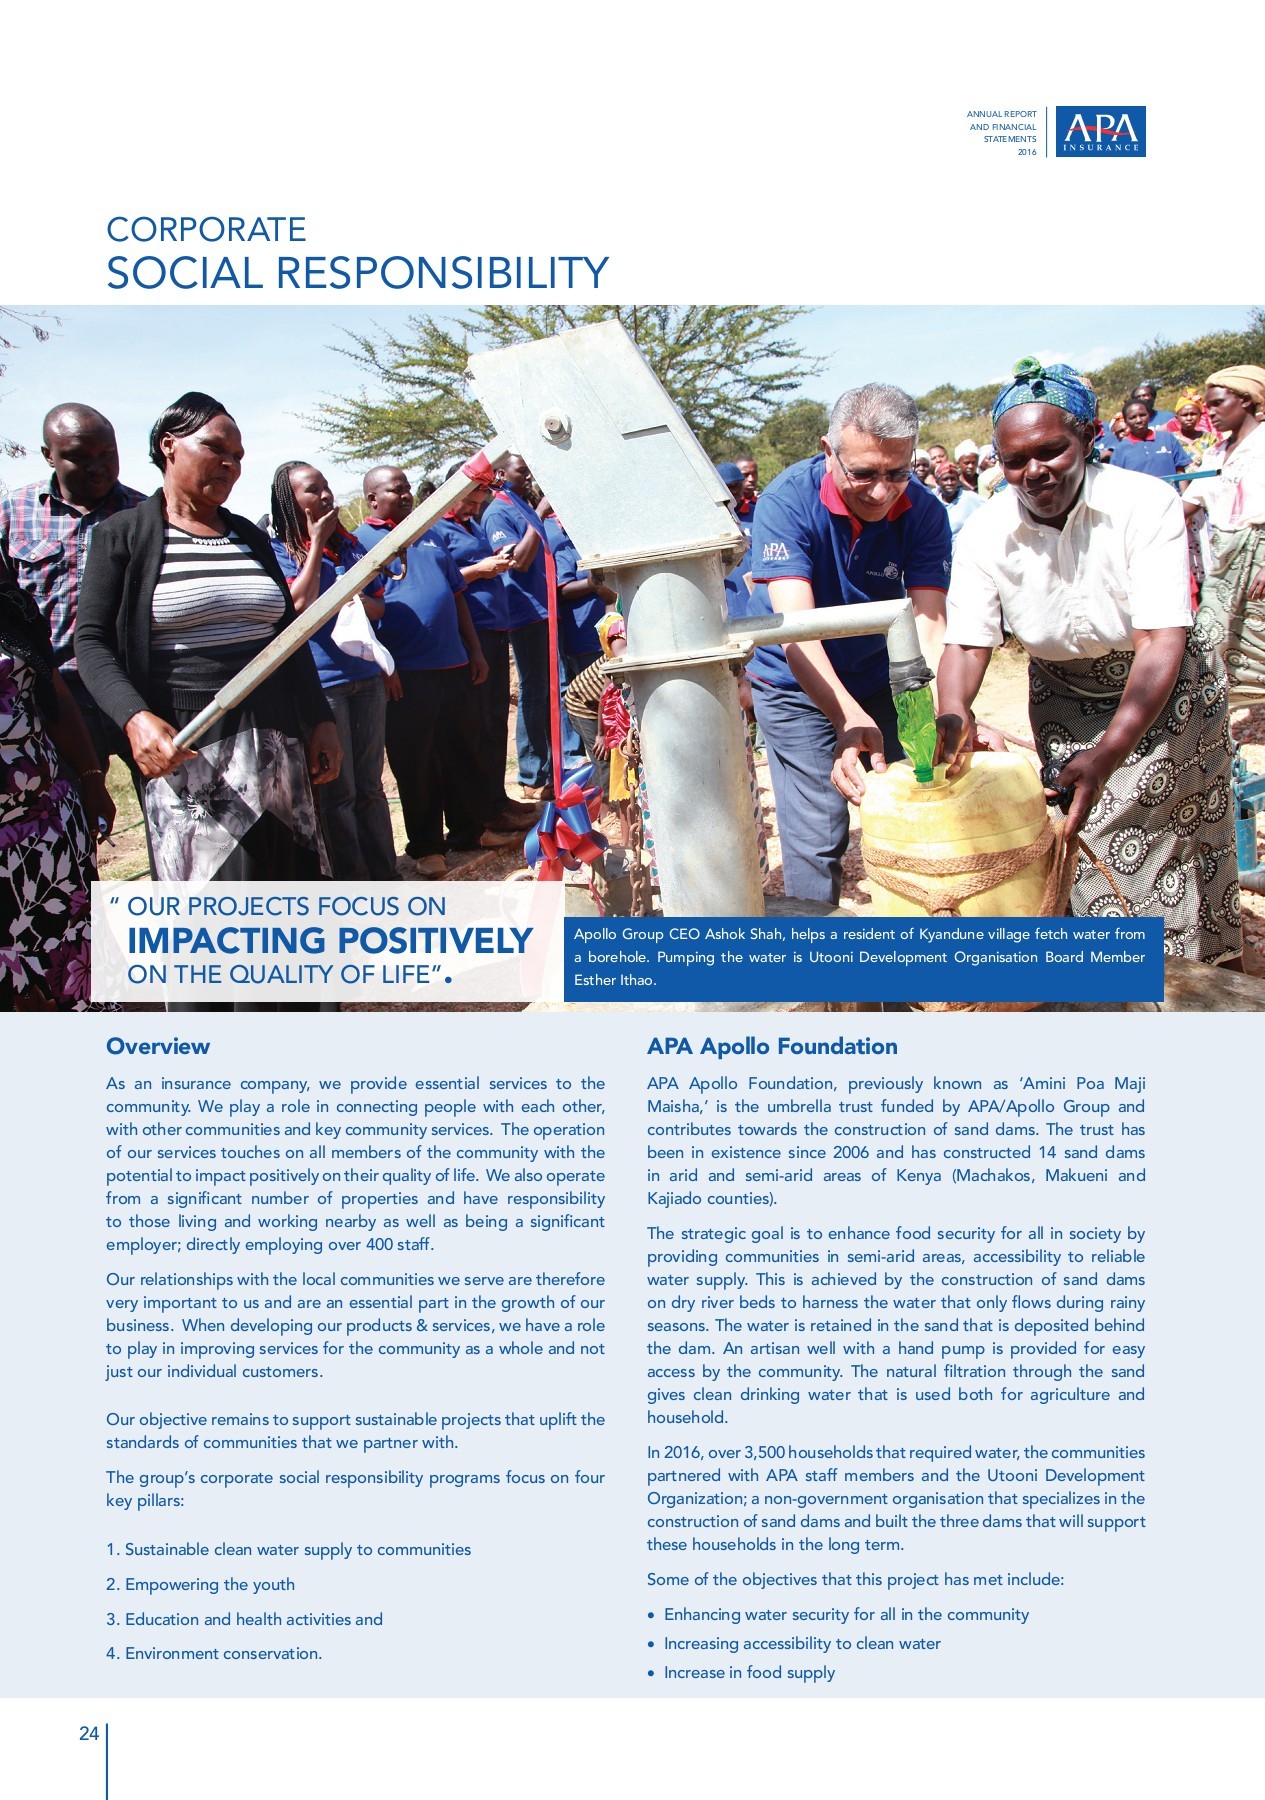 ANNUAL REPORT
AND FINANCIAL
STATEMENTS
2016
APA
INSURANCE
CORPORATE
SOCIAL RESPONSIBILITY
APA
APOLLO
“ OUR PROJECTS FOCUS ON
IMPACTING POSITIVELY
ON THE QUALITY OF LIFE”.
Apollo Group CEO Ashok Shah, helps a resident of Kyandune village fetch water from
a borehole. Pumping the water is Utooni Development Organisation Board Member
Esther Ithao.
Overview
As an insurance company, we provide essential services to the
community. We play a role in connecting people with each other,
with other communities and key community services. The operation
of our services touches on all members of the community with the
potential to impact positively on their quality of life. We also operate
from a significant number of properties and have responsibility
to those living and working nearby as well as being a significant
employer; directly employing over 400 staff.
Our relationships with the local communities we serve are therefore
very important to us and are an essential part in the growth of our
business. When developing our products & services, we have a role
to play in improving services for the community as a whole and not
just our individual customers.
Our objective remains to support sustainable projects that uplift the
standards of communities that we partner with.
The group’s corporate social responsibility programs focus on four
key pillars:
1. Sustainable clean water supply to communities
2. Empowering the youth
3. Education and health activities and
4. Environment conservation.
APA Apollo Foundation
APA Apollo Foundation, previously known as ‘Amini Poa Maji
Maisha,’ is the umbrella trust funded by APA/Apollo Group and
contributes towards the construction of sand dams. The trust has
been in existence since 2006 and has constructed 14 sand dams
in arid and semi-arid areas of Kenya (Machakos, Makueni and
Kajiado counties).
The strategic goal is to enhance food security for all in society by
providing communities in semi-arid areas, accessibility to reliable
water supply. This is achieved by the construction of sand dams
on dry river beds to harness the water that only flows during rainy
seasons. The water is retained in the sand that is deposited behind
the dam. An artisan well with a hand pump is provided for easy
access by the community. The natural filtration through the sand
gives clean drinking water that is used both for agriculture and
household.
In 2016, over 3,500 households that required water, the communities
partnered with APA staff members and the Utooni Development
Organization; a non-government organisation that specializes in the
construction of sand dams and built the three dams that will support
these households in the long term.
Some of the objectives that this project has met include:
• Enhancing water security for all in the community
• Increasing accessibility to clean water
• Increase in food supply
24